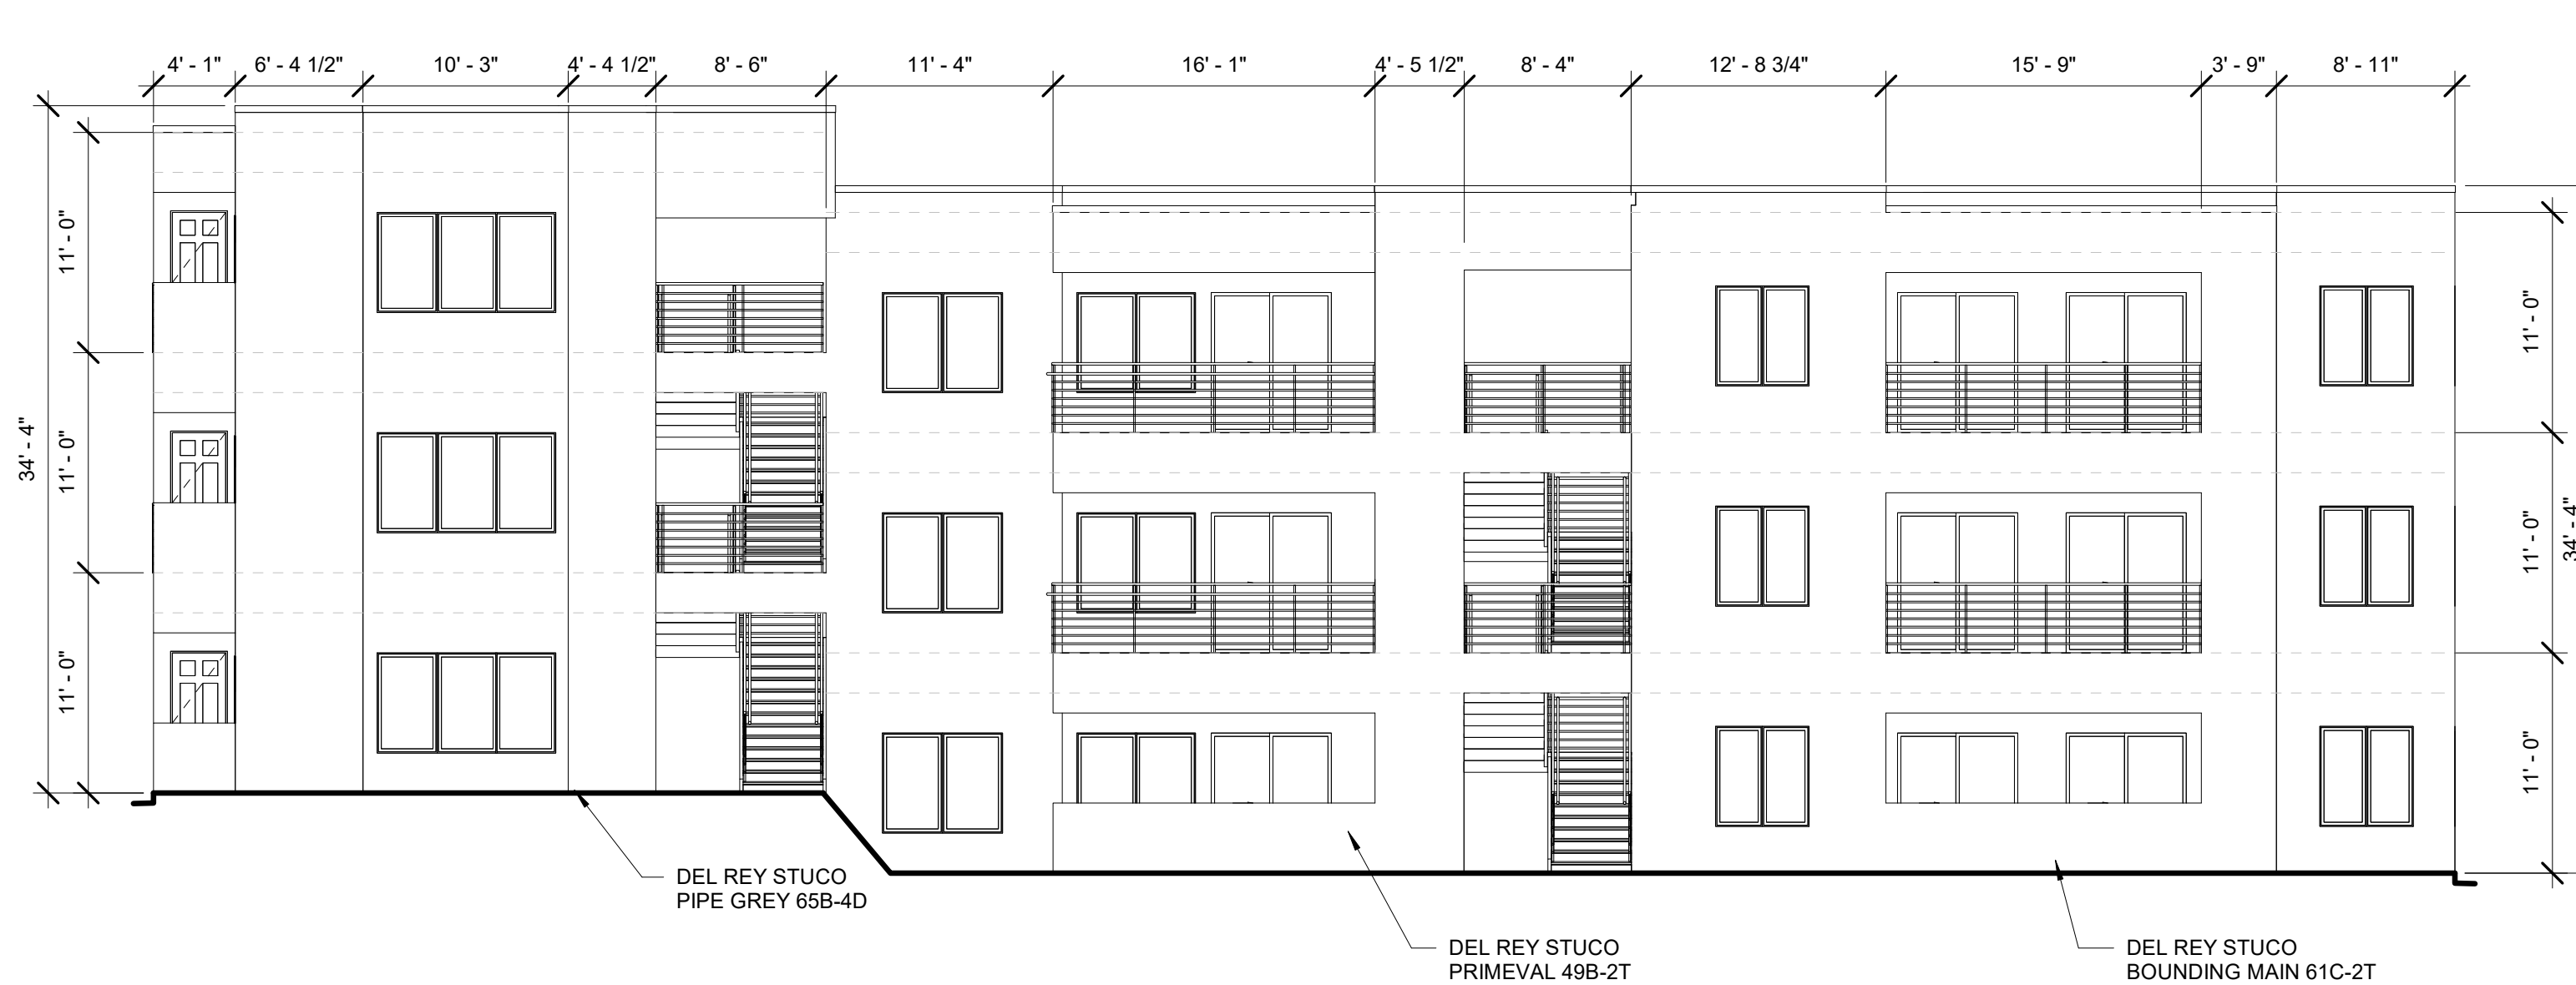 4' - 1"
6' - 4 1/2"
10' - 3"
4' - 4 1/2"
8' - 6"
11' - 4"
16' - 1"
4' - 5 1/2"
8' - 4"
12' - 8 3/4"
15' - 9"
3' - 9"
8' - 11"
34' - 4"
11' - 0"
11' - 0"
11' - 0"
11' - 0"
11' - 0"
11' - 0"
34' - 4"
DEL REY STUCO
PIPE GREY 65B-4D
DEL REY STUCO
PRIMEVAL 49B-2T
DEL REY STUCO
BOUNDING MAIN 61C-2T